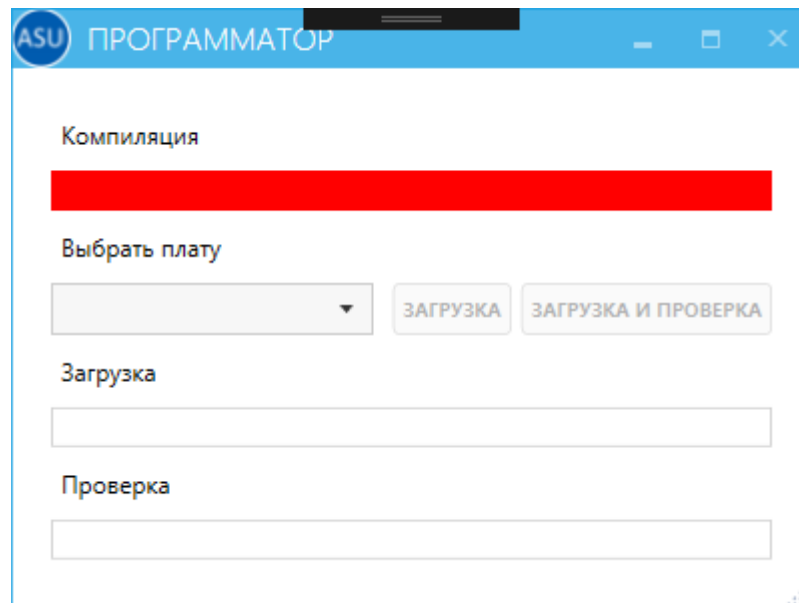 ASU ПРОГРАММАТОР
Компиляция
Выбрать плату
ЗАГРУЗКА ЗАГРУЗКА И ПРОВЕРКА
Загрузка
Проверка